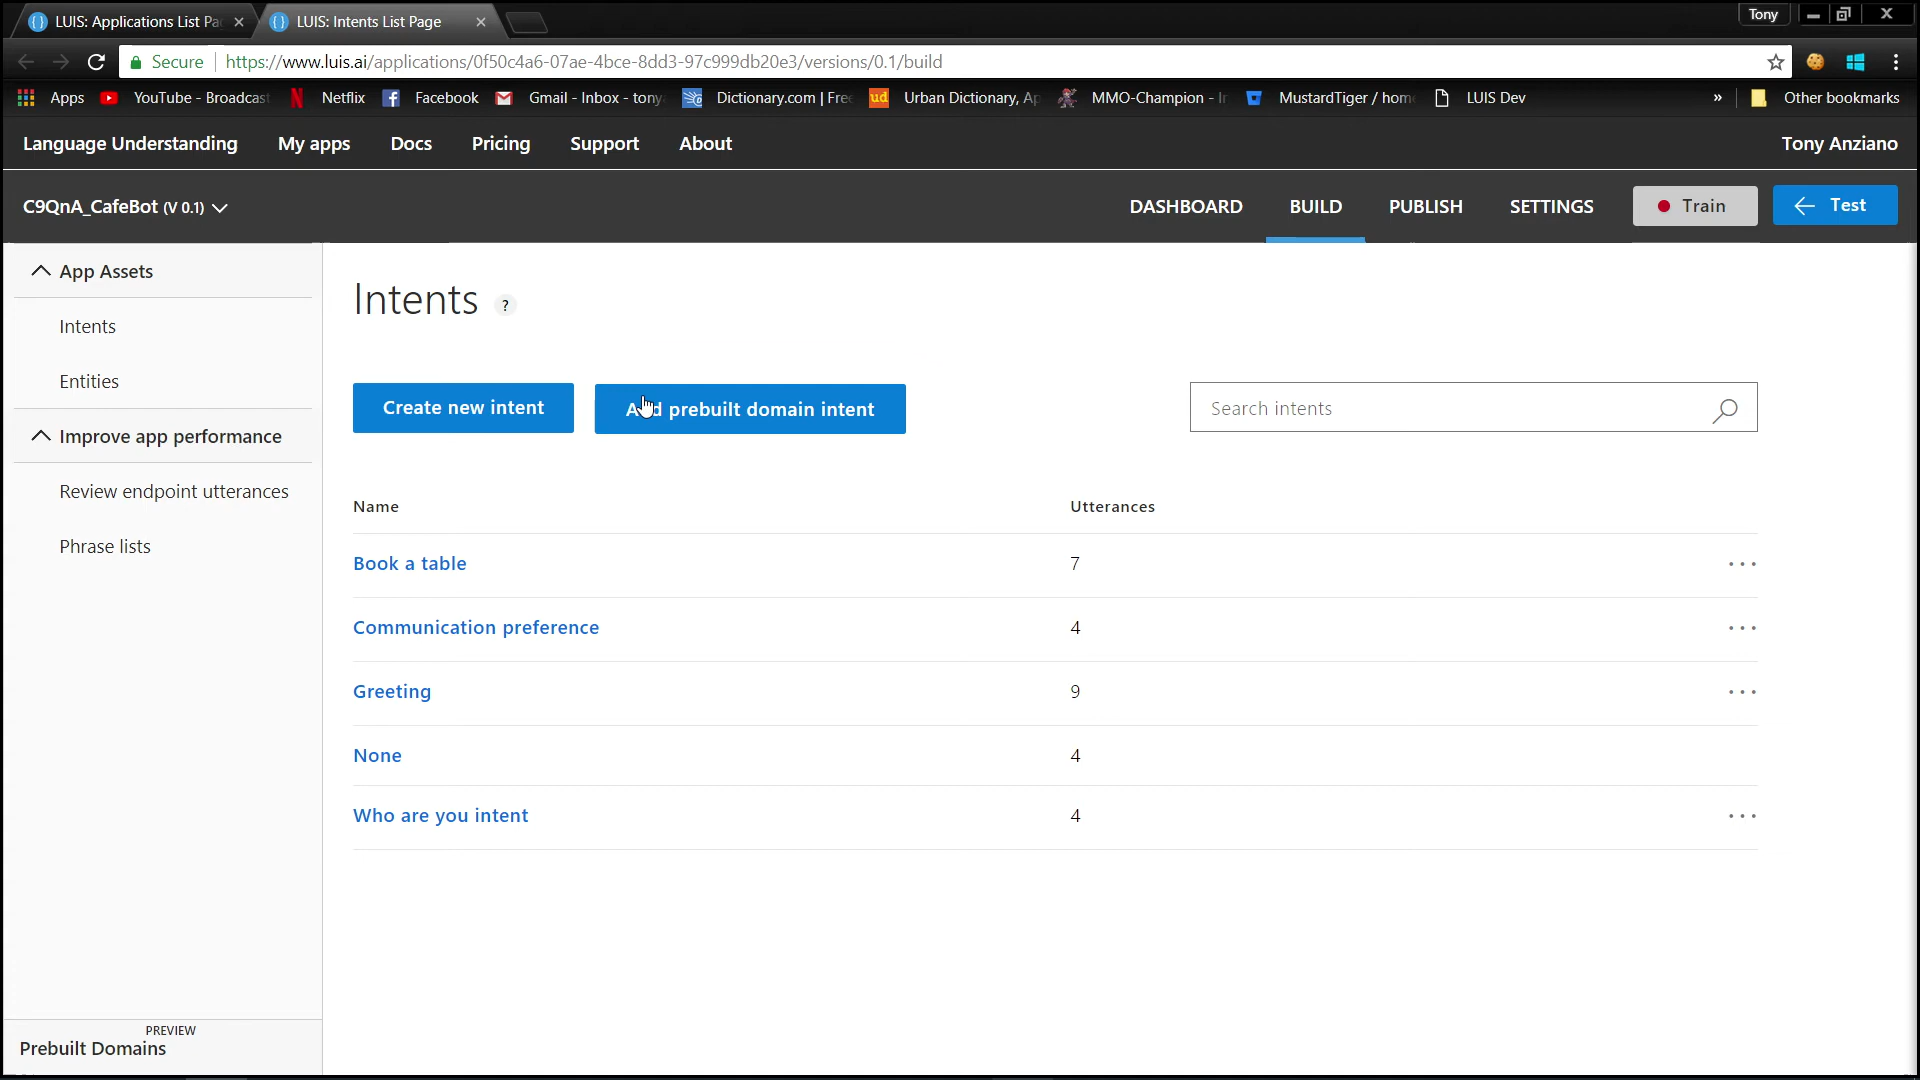 LUIS: Applications List Pa
LUIS: Intents List Page
Tony
Secure
https://www.luis.ai/applications/0f50c4a6-07ae-4bce-8dd3-97c999db20e3/versions/0.1/build
Apps
YouTube - Broadcast
Netflix
Facebook
Gmail - Inbox - tony
Dictionary.com | Fre
ud
Urban Dictionary, Ap
MMO-Champion - Ir
MustardTiger / hom
LUIS Dev
»
Other bookmarks
Language Understanding
My apps
Docs
Pricing
Support
About
Tony Anziano
C9QnA_CafeBot (V 0.1)
DASHBOARD
BUILD
PUBLISH
SETTINGS
Train
Test
App Assets
Intents
Entities
Improve app performance
Review endpoint utterances
Phrase lists
PREVIEW
Prebuilt Domains
Intents ?
Create new intent
Add prebuilt domain intent
Search intents
Name Utterances
Book a table 7 ...
Communication preference 4 ...
Greeting 9 ...
None 4
Who are you intent 4 ...